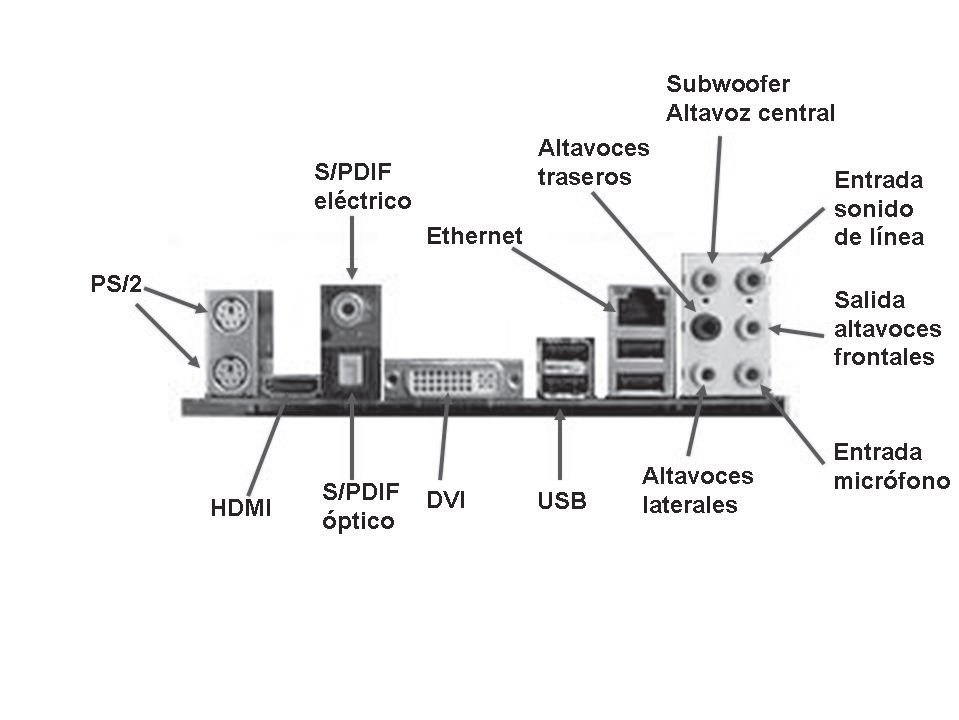 Subwoofer
Altavoz central
Altavoces
traseros
S/PDIF
eléctrico
Entrada
sonido
de línea
Ethernet
PS/2
Salida
altavoces
frontales
Entrada
micrófono
Altavoces
laterales
S/PDIF
óptico
DVI
USB
HDMI